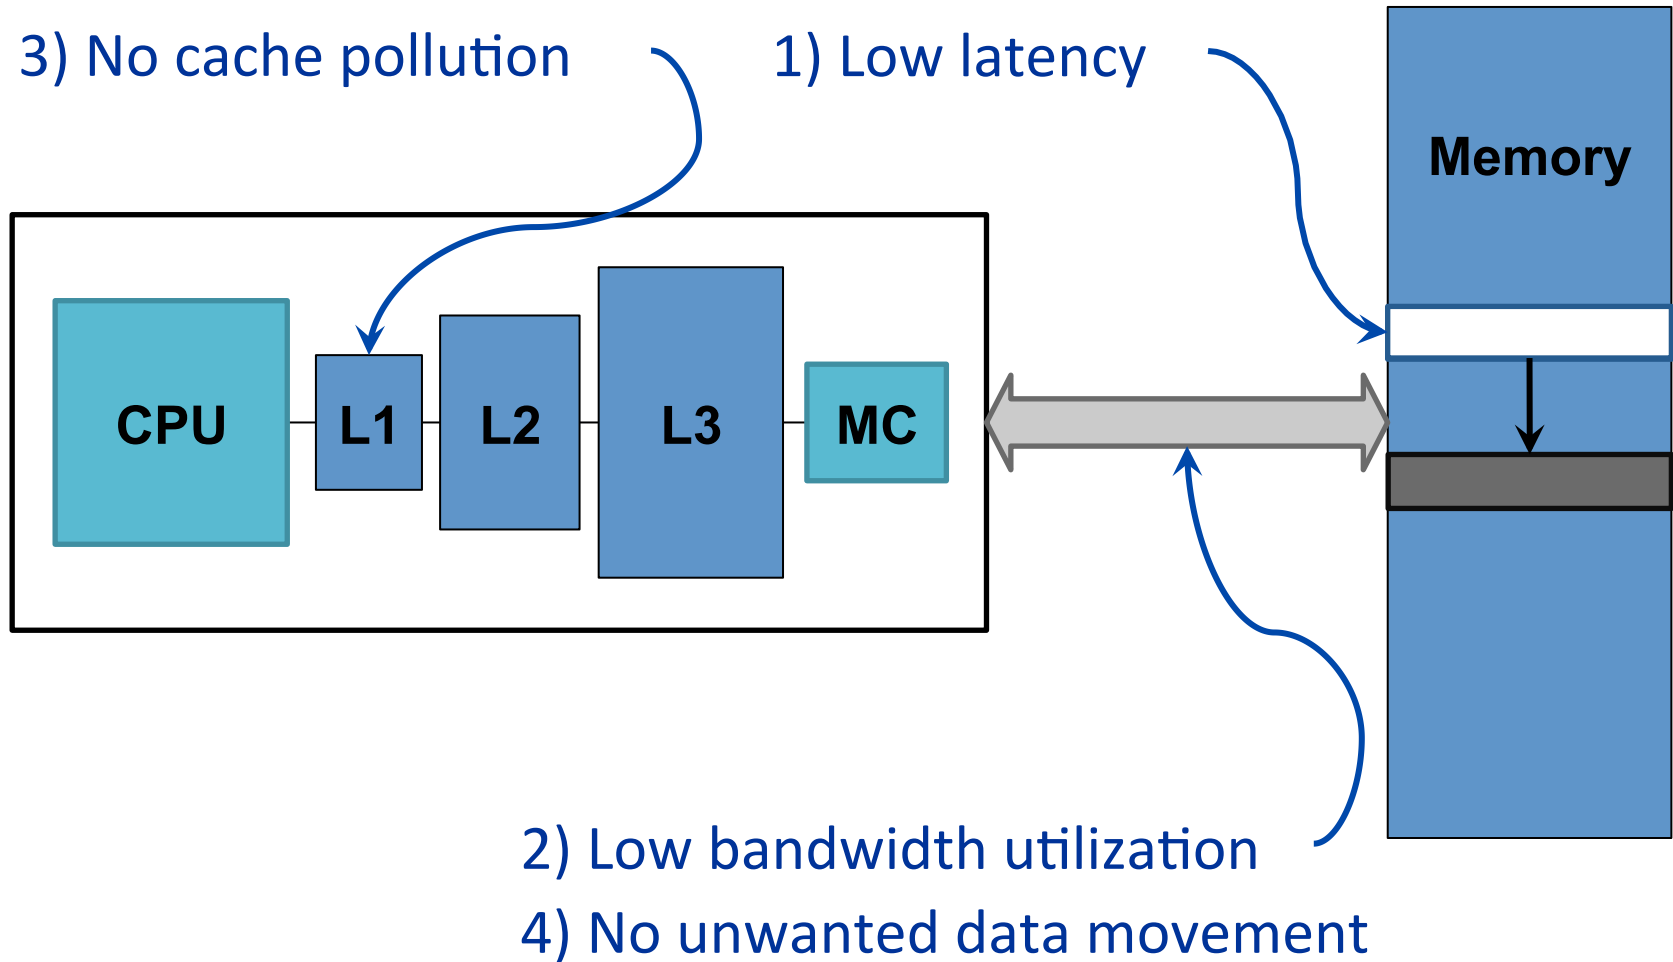 3) No cache pollution
1) Low latency
Memory
CPU
L1
L2
L3
MC
2) Low bandwidth utilization
4) No unwanted data movement